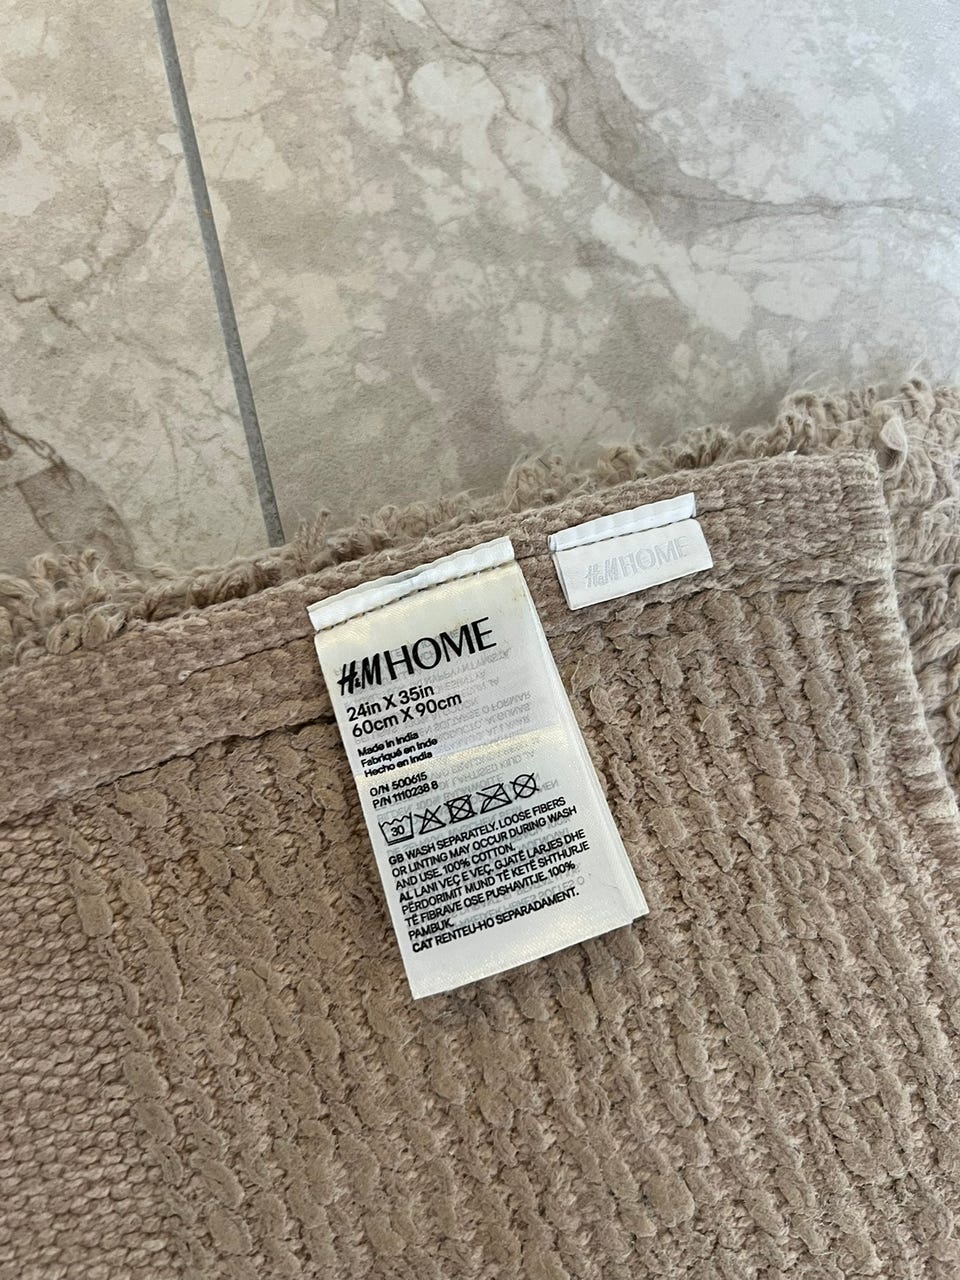 H&M HOME
24in X 35in
60cm X 90cm
Made in India
Fabriqué en Inde
Hecho en India
O/N 500615
P/N 1110238 8
30
GB WASH SEPARATELY. LOOSE FIBERS
OR LINTING MAY OCCUR DURING WASH
AND USE. 100% COTTON.
AL LANI VEÇ E VEÇ. GJATË LARJES DHE
PËRDORIMIT MUND TË KETË SHTHURJE
TË FIBRAVE OSE PUSHAVITJE. 100%
PAMBUK.
CAT RENTEU-HO SEPARADAMENT.
H&M HOME